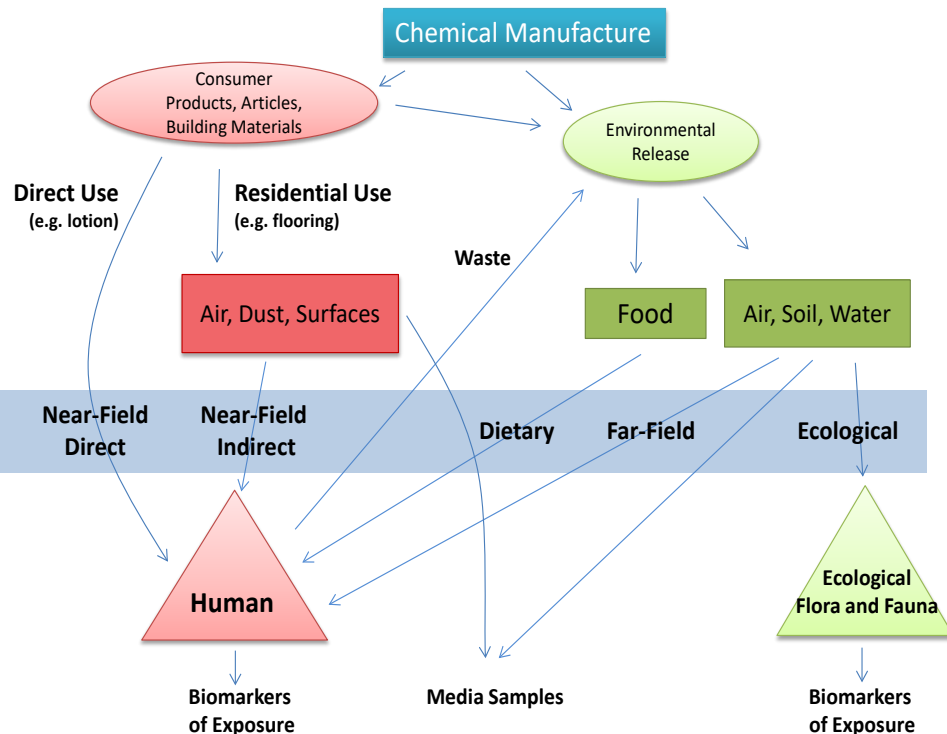 Chemical Manufacture
Consumer
Products, Articles,
Building Materials
Environmental
Release
Direct Use
(e.g. lotion)
Residential Use
(e.g. flooring)
Waste
Air, Dust, Surfaces
Food
Air, Soil, Water
Near-Field
Direct
Near-Field
Indirect
Dietary
Far-Field
Ecological
Human
Ecological
Flora and Fauna
Biomarkers
of Exposure
Media Samples
Biomarkers
of Exposure